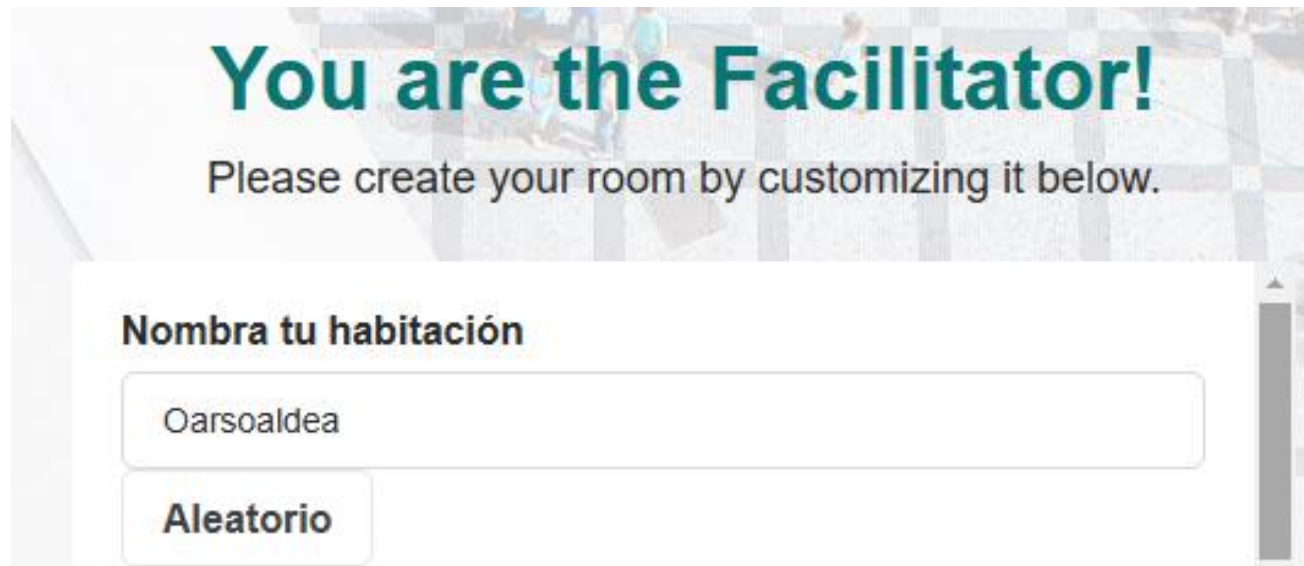 You are the Facilitator!
Please create your room by customizing it below.
Nombra tu habitación
Oarsoaldea
Aleatorio